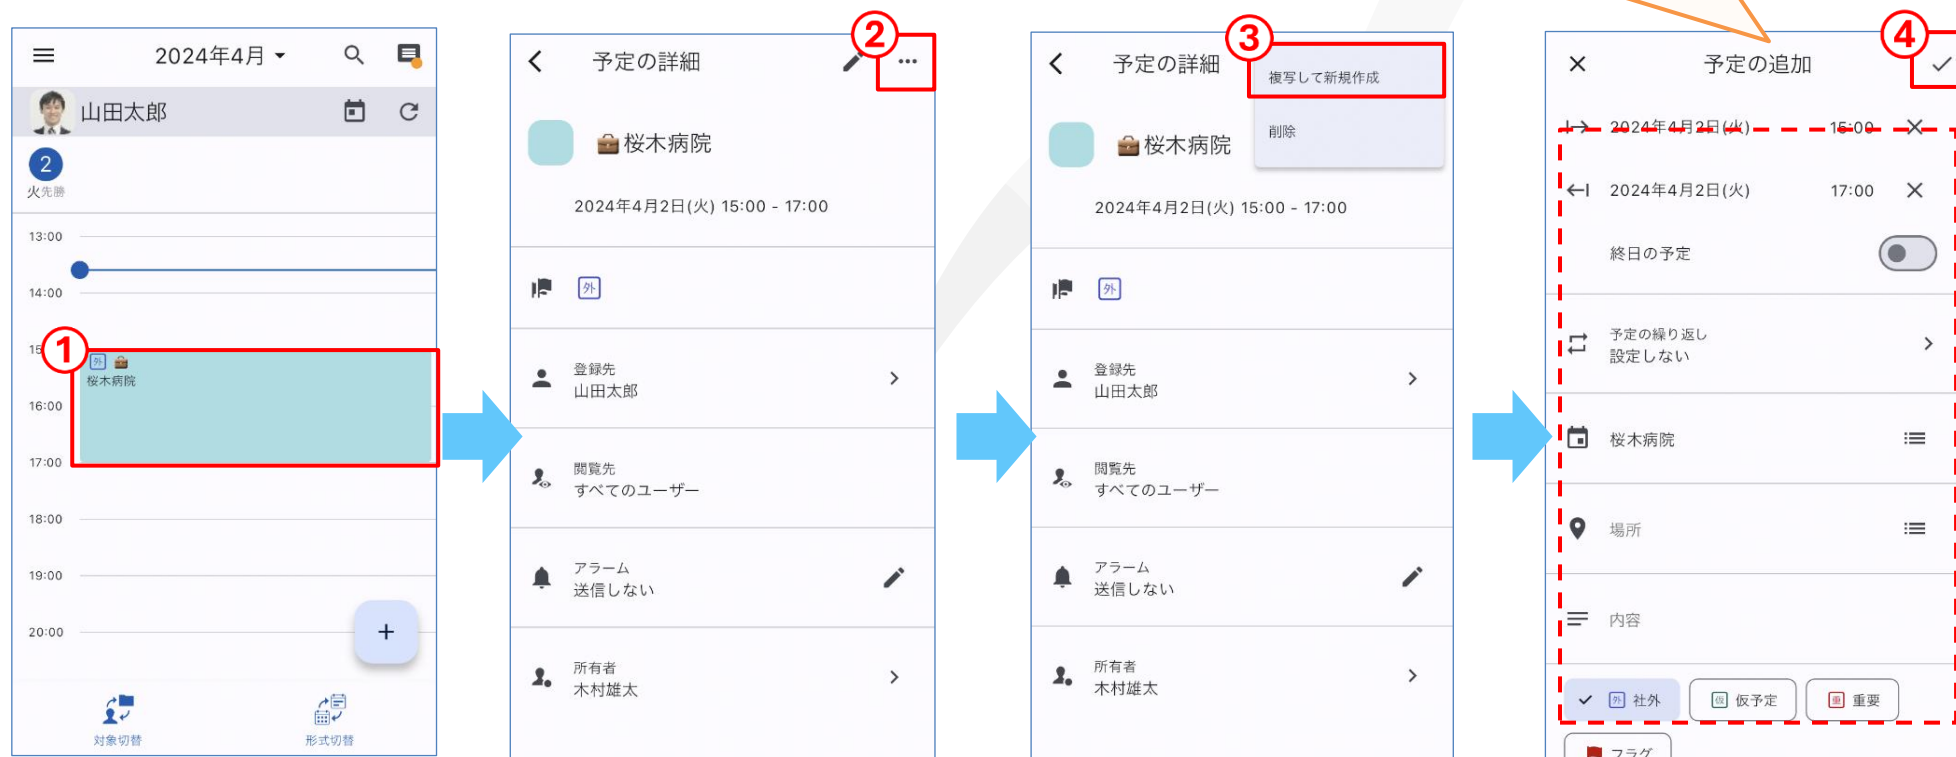 2024年4月
山田太郎
2
火先勝
13:00
14:00
15
①
外
桜木病院
16:00
17:00
18:00
19:00
20:00
+
対象切替
形式切替
②
予定の詳細
桜木病院
2024年4月2日(火) 15:00 - 17:00
外
登録先
山田太郎
閲覧先
すべてのユーザー
アラーム
送信しない
所有者
木村雄太
③
予定の詳細
複写して新規作成
削除
桜木病院
2024年4月2日(火) 15:00 - 17:00
外
登録先
山田太郎
閲覧先
すべてのユーザー
アラーム
送信しない
所有者
木村雄太
④
予定の追加
2024年4月2日(火) 15:00
2024年4月2日(火) 17:00
終日の予定
予定の繰り返し
設定しない
桜木病院
場所
内容
外 社外 仮 仮予定 重 重要
フラグ